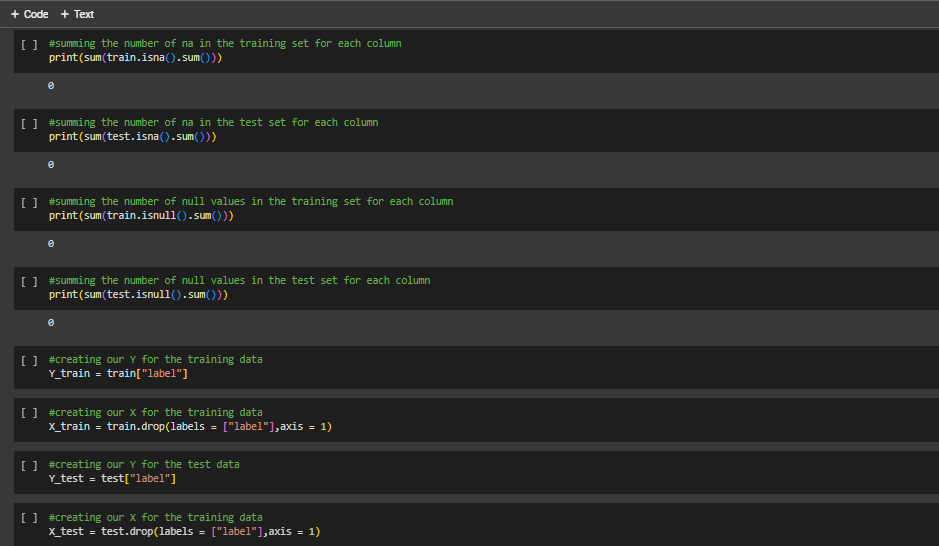 + Code + Text
[ ] #summing the number of na in the training set for each column
print(sum(train.isna().sum()))
0
[ ] #summing the number of na in the test set for each column
print(sum(test.isna().sum()))
0
[ ] #summing the number of null values in the training set for each column
print(sum(train.isnull().sum()))
0
[ ] #summing the number of null values in the test set for each column
print(sum(test.isnull().sum()))
0
[ ] #creating our Y for the training data
Y_train = train["label"]
[ ] #creating our X for the training data
X_train = train.drop(labels = ["label"],axis = 1)
[ ] #creating our Y for the test data
Y_test = test["label"]
[ ] #creating our X for the training data
X_test = test.drop(labels = ["label"],axis = 1)